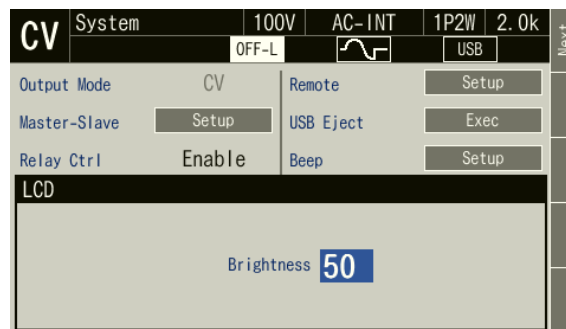 CV System 100V AC-INT 1P2W 2.0k Next
OFF-L USB
Output Mode CV Remote Setup
Master-Slave Setup USB Eject Exec
Relay Ctrl Enable Beep Setup
LCD
Brightness 50